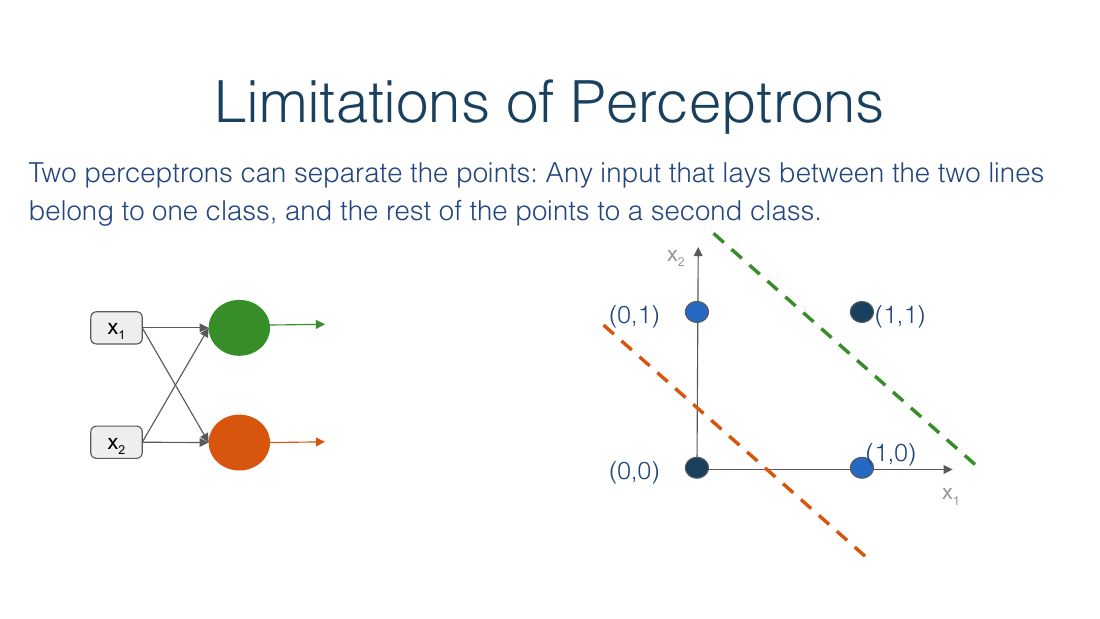 Limitations of Perceptrons
Two perceptrons can separate the points: Any input that lays between the two lines
belong to one class, and the rest of the points to a second class.
x₁
x₂
x₂
(0,1)
(1,1)
(1,0)
(0,0)
x₁